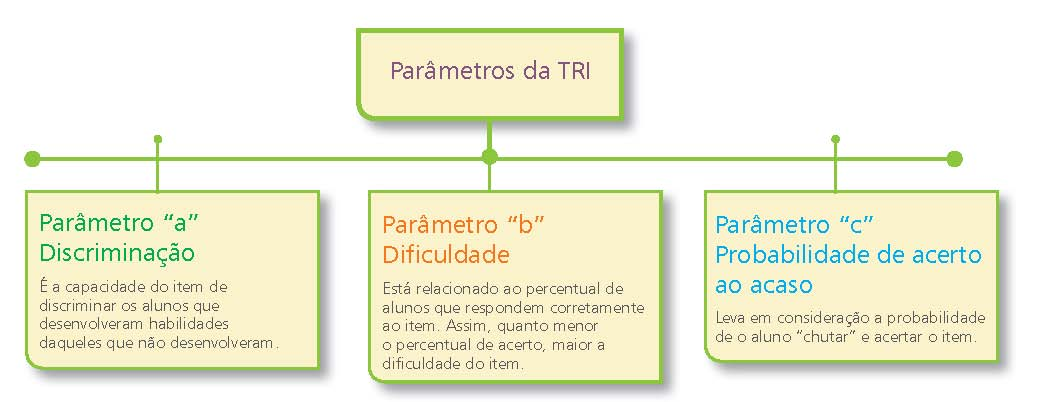 Parâmetros da TRI
Parâmetro “a”
Discriminação
É a capacidade do item de
discriminar os alunos que
desenvolveram habilidades
daqueles que não desenvolveram.
Parâmetro “b”
Dificuldade
Está relacionado ao percentual de
alunos que respondem corretamente
ao item. Assim, quanto menor
o percentual de acerto, maior a
dificuldade do item.
Parâmetro “c”
Probabilidade de acerto
ao acaso
Leva em consideração a probabilidade
de o aluno “chutar” e acertar o item.